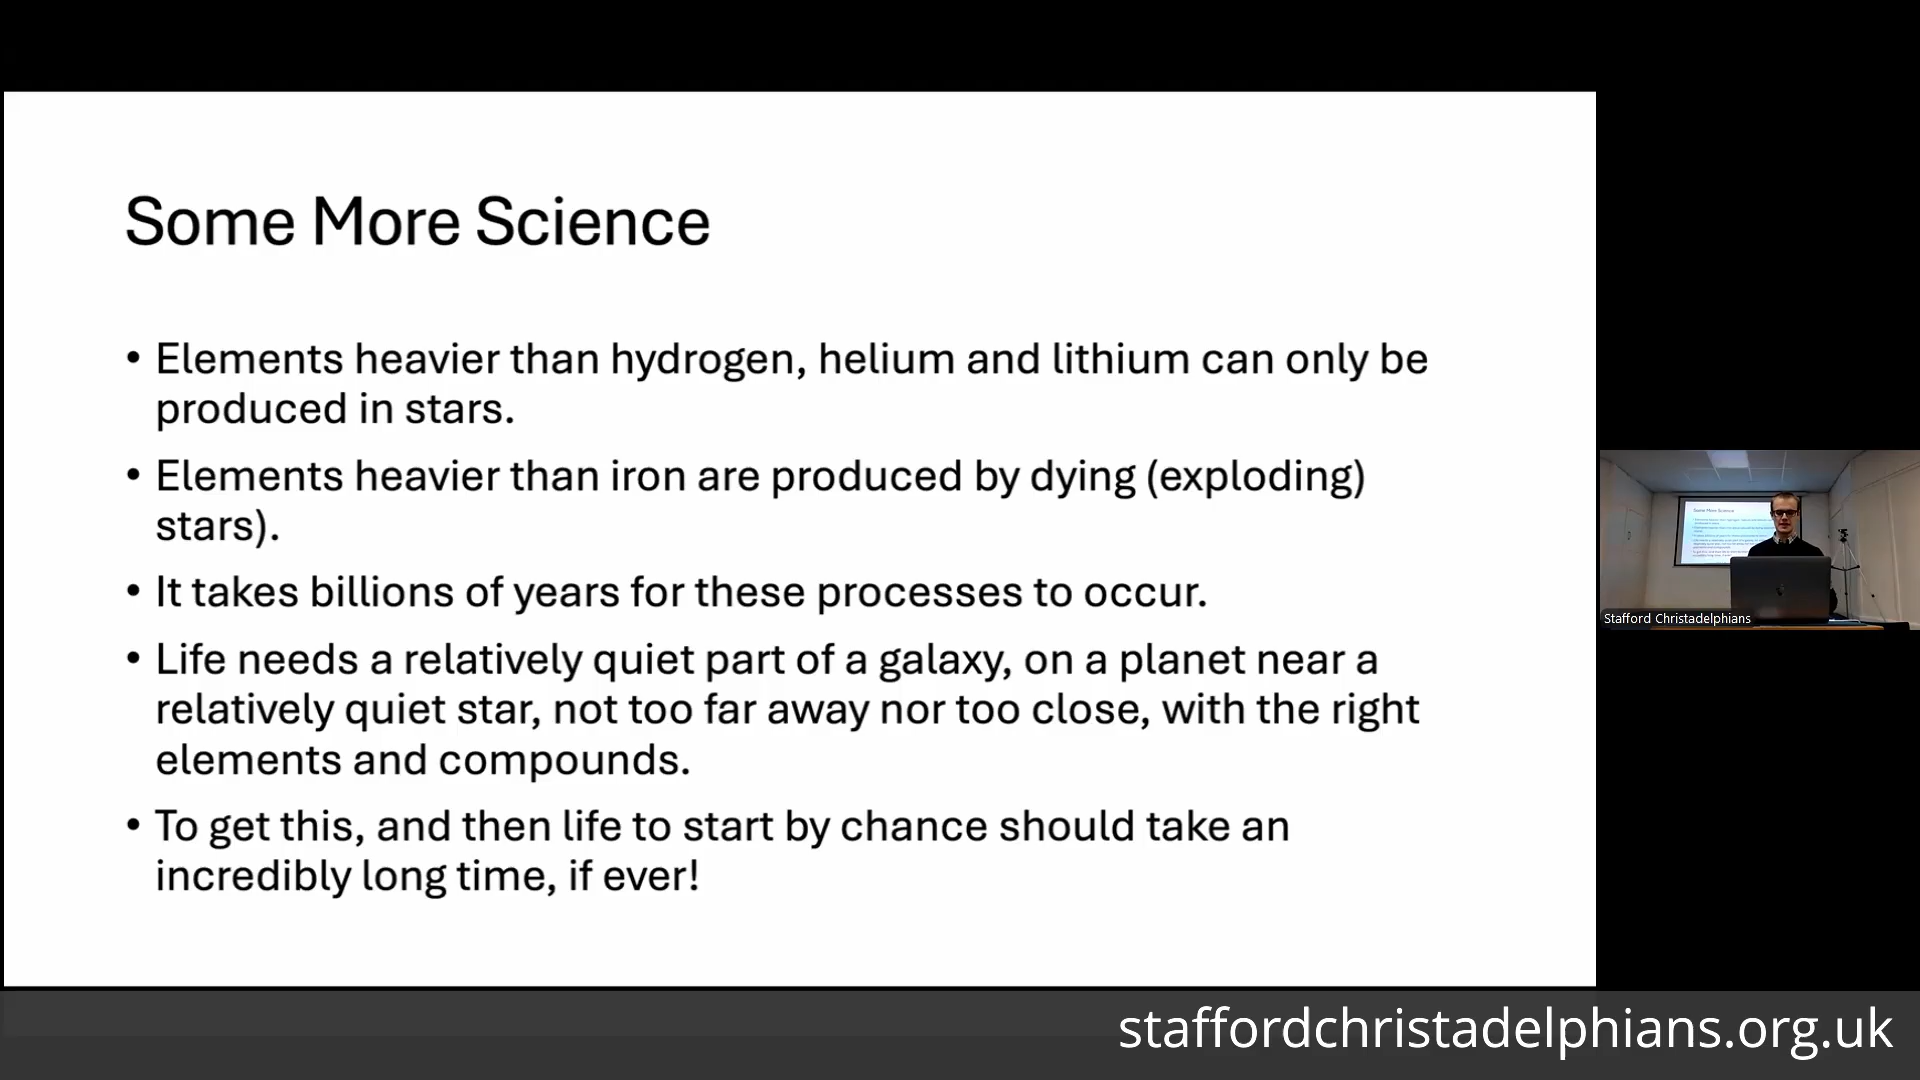 Some More Science
• Elements heavier than hydrogen, helium and lithium can only be
produced in stars.
• Elements heavier than iron are produced by dying (exploding)
stars).
• It takes billions of years for these processes to occur.
• Life needs a relatively quiet part of a galaxy, on a planet near a
relatively quiet star, not too far away nor too close, with the right
elements and compounds.
• To get this, and then life to start by chance should take an
incredibly long time, if ever!
Some More Science
Stafford Christadelphians
staffordchristadelphians.org.uk